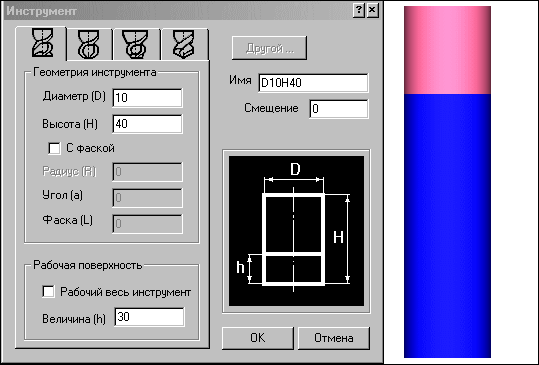 Инструмент
Геометрия инструмента
Диаметр (D) 10
Высота (H) 40
С фаской
Радиус (R) 0
Угол (a) 0
Фаска (L) 0
Рабочая поверхность
Рабочий весь инструмент
Величина (h) 30
Другой ...
Имя D10H40
Смещение 0
D
H
h
OK Отмена